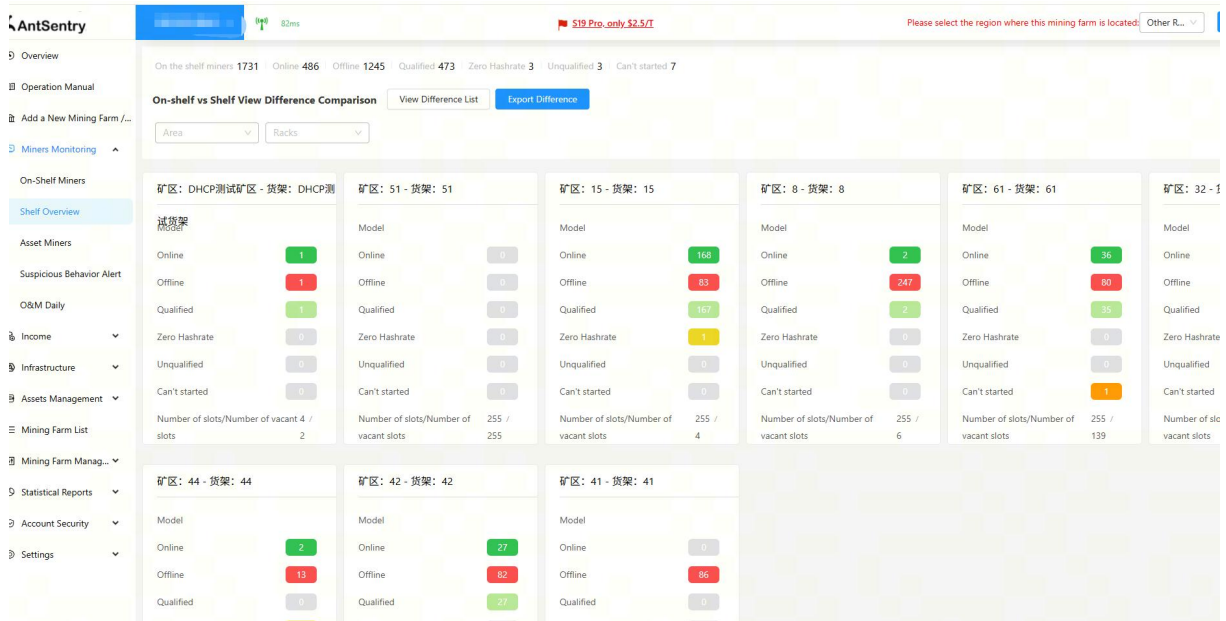 AntSentry
82ms
S19 Pro, only $2.5/T
Please select the region where this mining farm is located: Other R...
Overview
Operation Manual
Add a New Mining Farm /...
Miners Monitoring
On-Shelf Miners
Shelf Overview
Asset Miners
Suspicious Behavior Alert
O&M Daily
Income
Infrastructure
Assets Management
Mining Farm List
Mining Farm Manag...
Statistical Reports
Account Security
Settings
On the shelf miners 1731 Online 486 Offline 1245 Qualified 473 Zero Hashrate 3 Unqualified 3 Can't started 7
On-shelf vs Shelf View Difference Comparison View Difference List Export Difference
Area Racks
矿区：DHCP测试矿区 - 货架：DHCP测
试货架
Model
Online 1
Offline 1
Qualified 1
Zero Hashrate 0
Unqualified 0
Can't started 0
Number of slots/Number of vacant 4 /
slots 2
矿区：51 - 货架：51
Model
Online 0
Offline 0
Qualified 0
Zero Hashrate 0
Unqualified 0
Can't started 0
Number of slots/Number of 255 /
vacant slots 255
矿区：15 - 货架：15
Model
Online 168
Offline 83
Qualified 167
Zero Hashrate 1
Unqualified 0
Can't started 0
Number of slots/Number of 255 /
vacant slots 4
矿区：8 - 货架：8
Model
Online 2
Offline 247
Qualified 2
Zero Hashrate 0
Unqualified 0
Can't started 0
Number of slots/Number of 255 /
vacant slots 6
矿区：61 - 货架：61
Model
Online 36
Offline 80
Qualified 35
Zero Hashrate 0
Unqualified 0
Can't started 1
Number of slots/Number of 255 /
vacant slots 139
矿区：32 -
Model
Online
Offline
Qualified
Zero Hashrate
Unqualified
Can't started
Number of slo
vacant slots
矿区：44 - 货架：44
Model
Online 2
Offline 13
Qualified 0
矿区：42 - 货架：42
Model
Online 27
Offline 82
Qualified 27
矿区：41 - 货架：41
Model
Online 0
Offline 86
Qualified 0